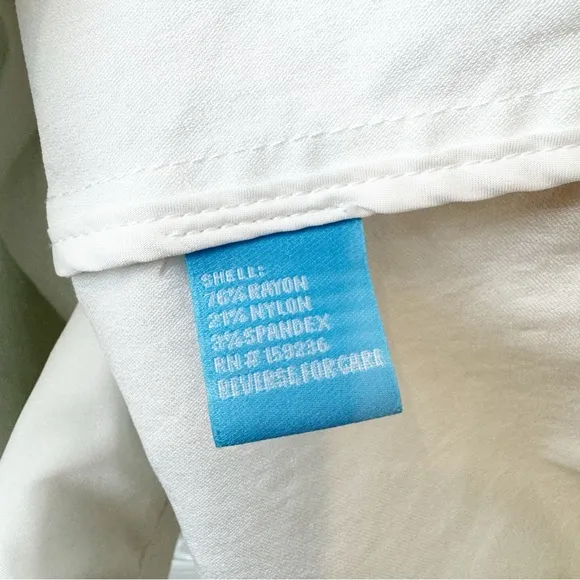 SHELL:
76% RAYON
21% NYLON
3% SPANDEX
RN # 159236
REVERSE FOR CARE